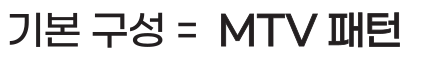 기본 구성 = MTV 패턴